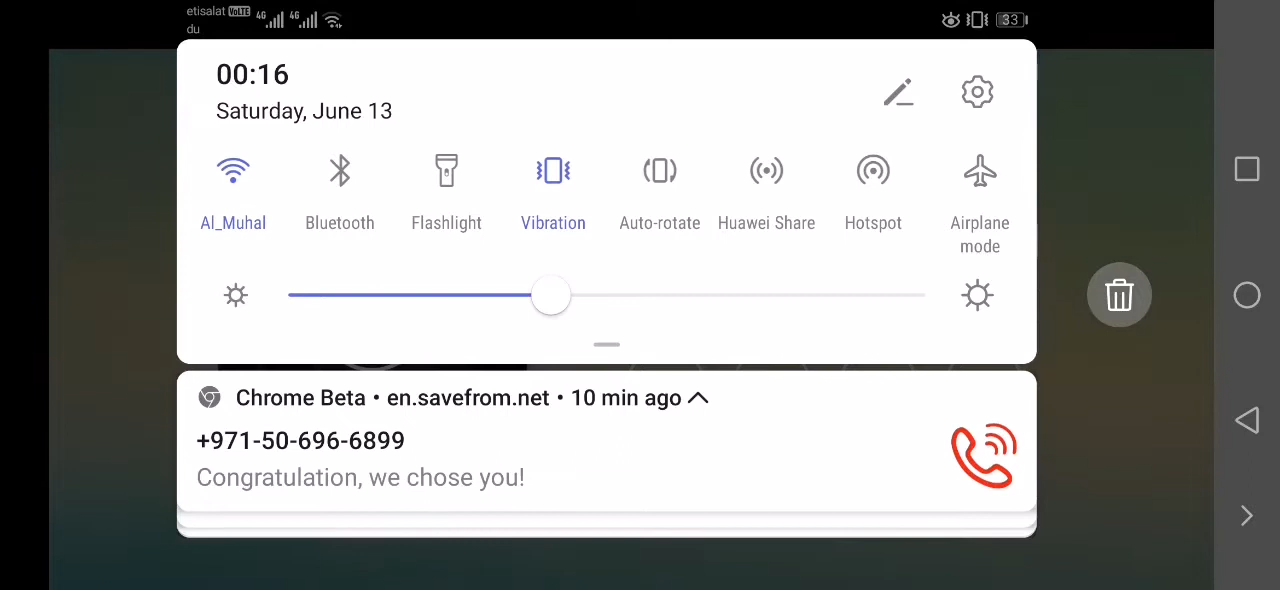 etisalat VoLTE 4G 4G
du
33
00:16
Saturday, June 13
Al_Muhal Bluetooth Flashlight Vibration Auto-rotate Huawei Share Hotspot Airplane mode
Chrome Beta • en.savefrom.net • 10 min ago
+971-50-696-6899
Congratulation, we chose you!